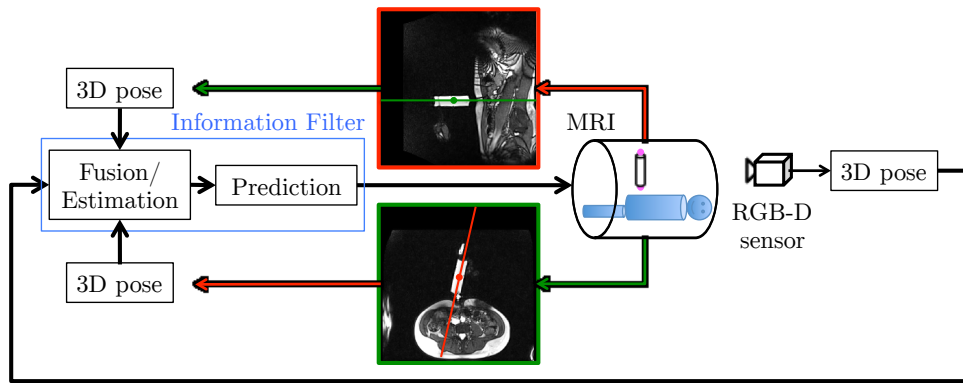 3D pose
Information Filter
Fusion/
Estimation
Prediction
3D pose
MRI
RGB-D
sensor
3D pose